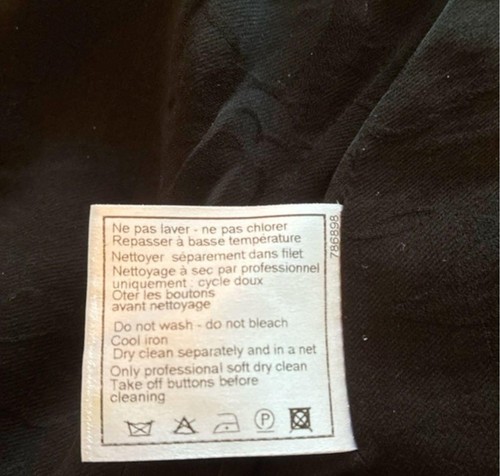 Ne pas laver - ne pas chlorer
Repasser à basse température
Nettoyer séparement dans filet
Nettoyage à sec par professionnel
uniquement : cycle doux
Oter les boutons
avant nettoyage
Do not wash - do not bleach
Cool iron
Dry clean separately and in a net
Only professional soft dry clean
Take off buttons before
cleaning
P
786898